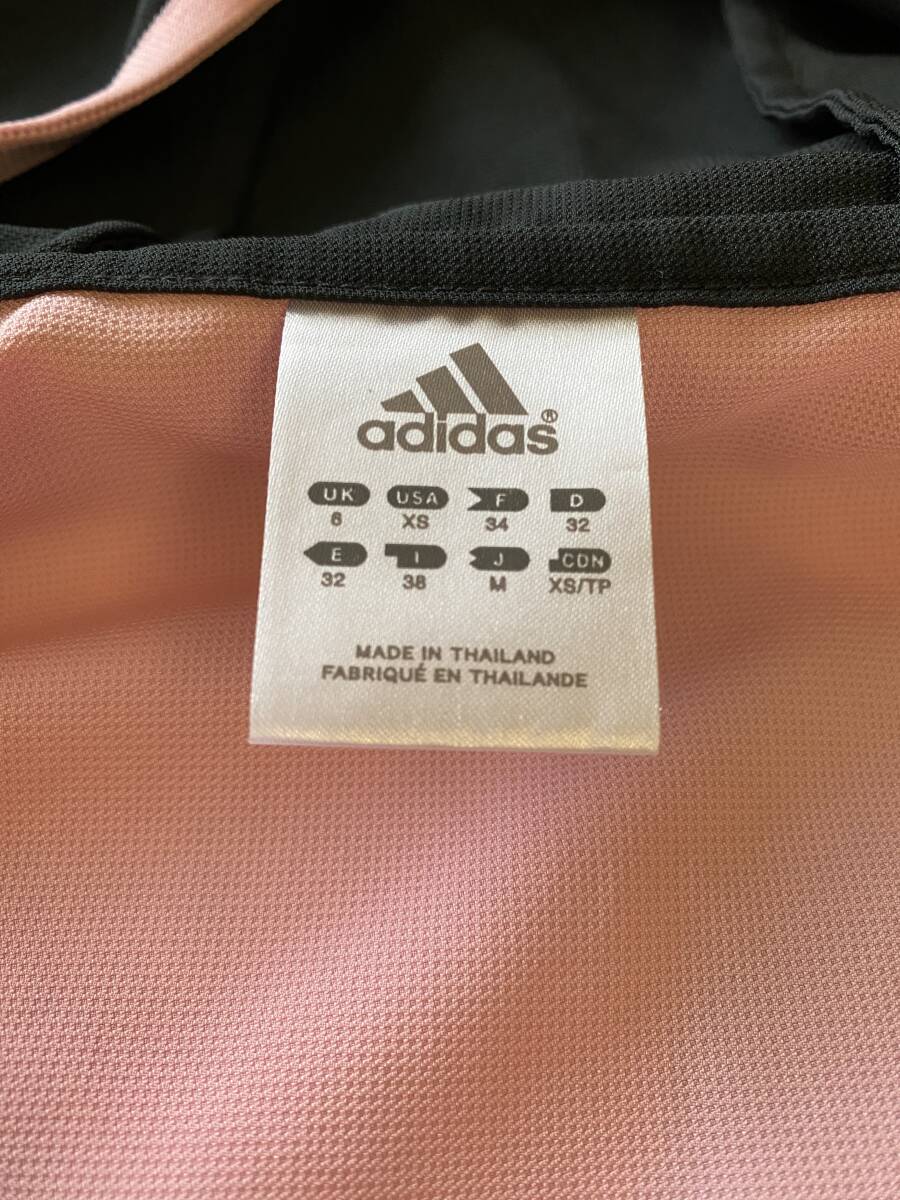 adidas®
UK USA F D
6 XS 34 32
E I J CDN
32 38 M XS/TP
MADE IN THAILAND
FABRIQUÉ EN THAILANDE